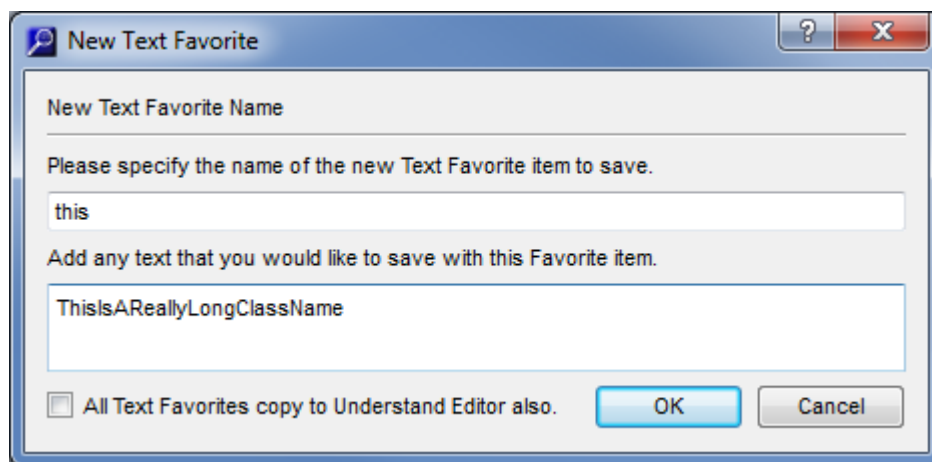 New Text Favorite
New Text Favorite Name
Please specify the name of the new Text Favorite item to save.
this
Add any text that you would like to save with this Favorite item.
ThisIsAReallyLongClassName
All Text Favorites copy to Understand Editor also.
OK
Cancel